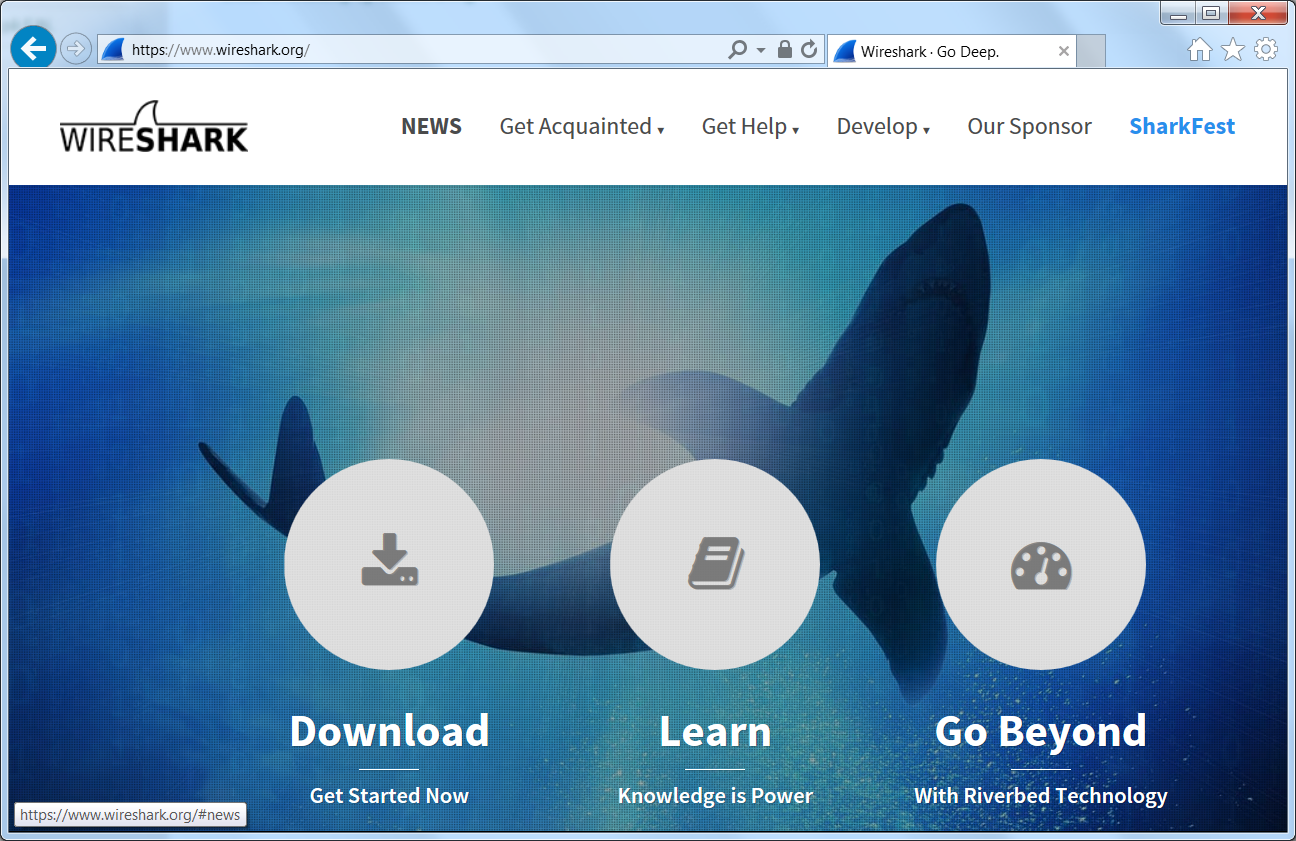 https://www.wireshark.org/
Wireshark · Go Deep.
WIRESHARK
NEWS
Get Acquainted ▾
Get Help ▾
Develop ▾
Our Sponsor
SharkFest
Download
Get Started Now
Learn
Knowledge is Power
Go Beyond
With Riverbed Technology
https://www.wireshark.org/#news